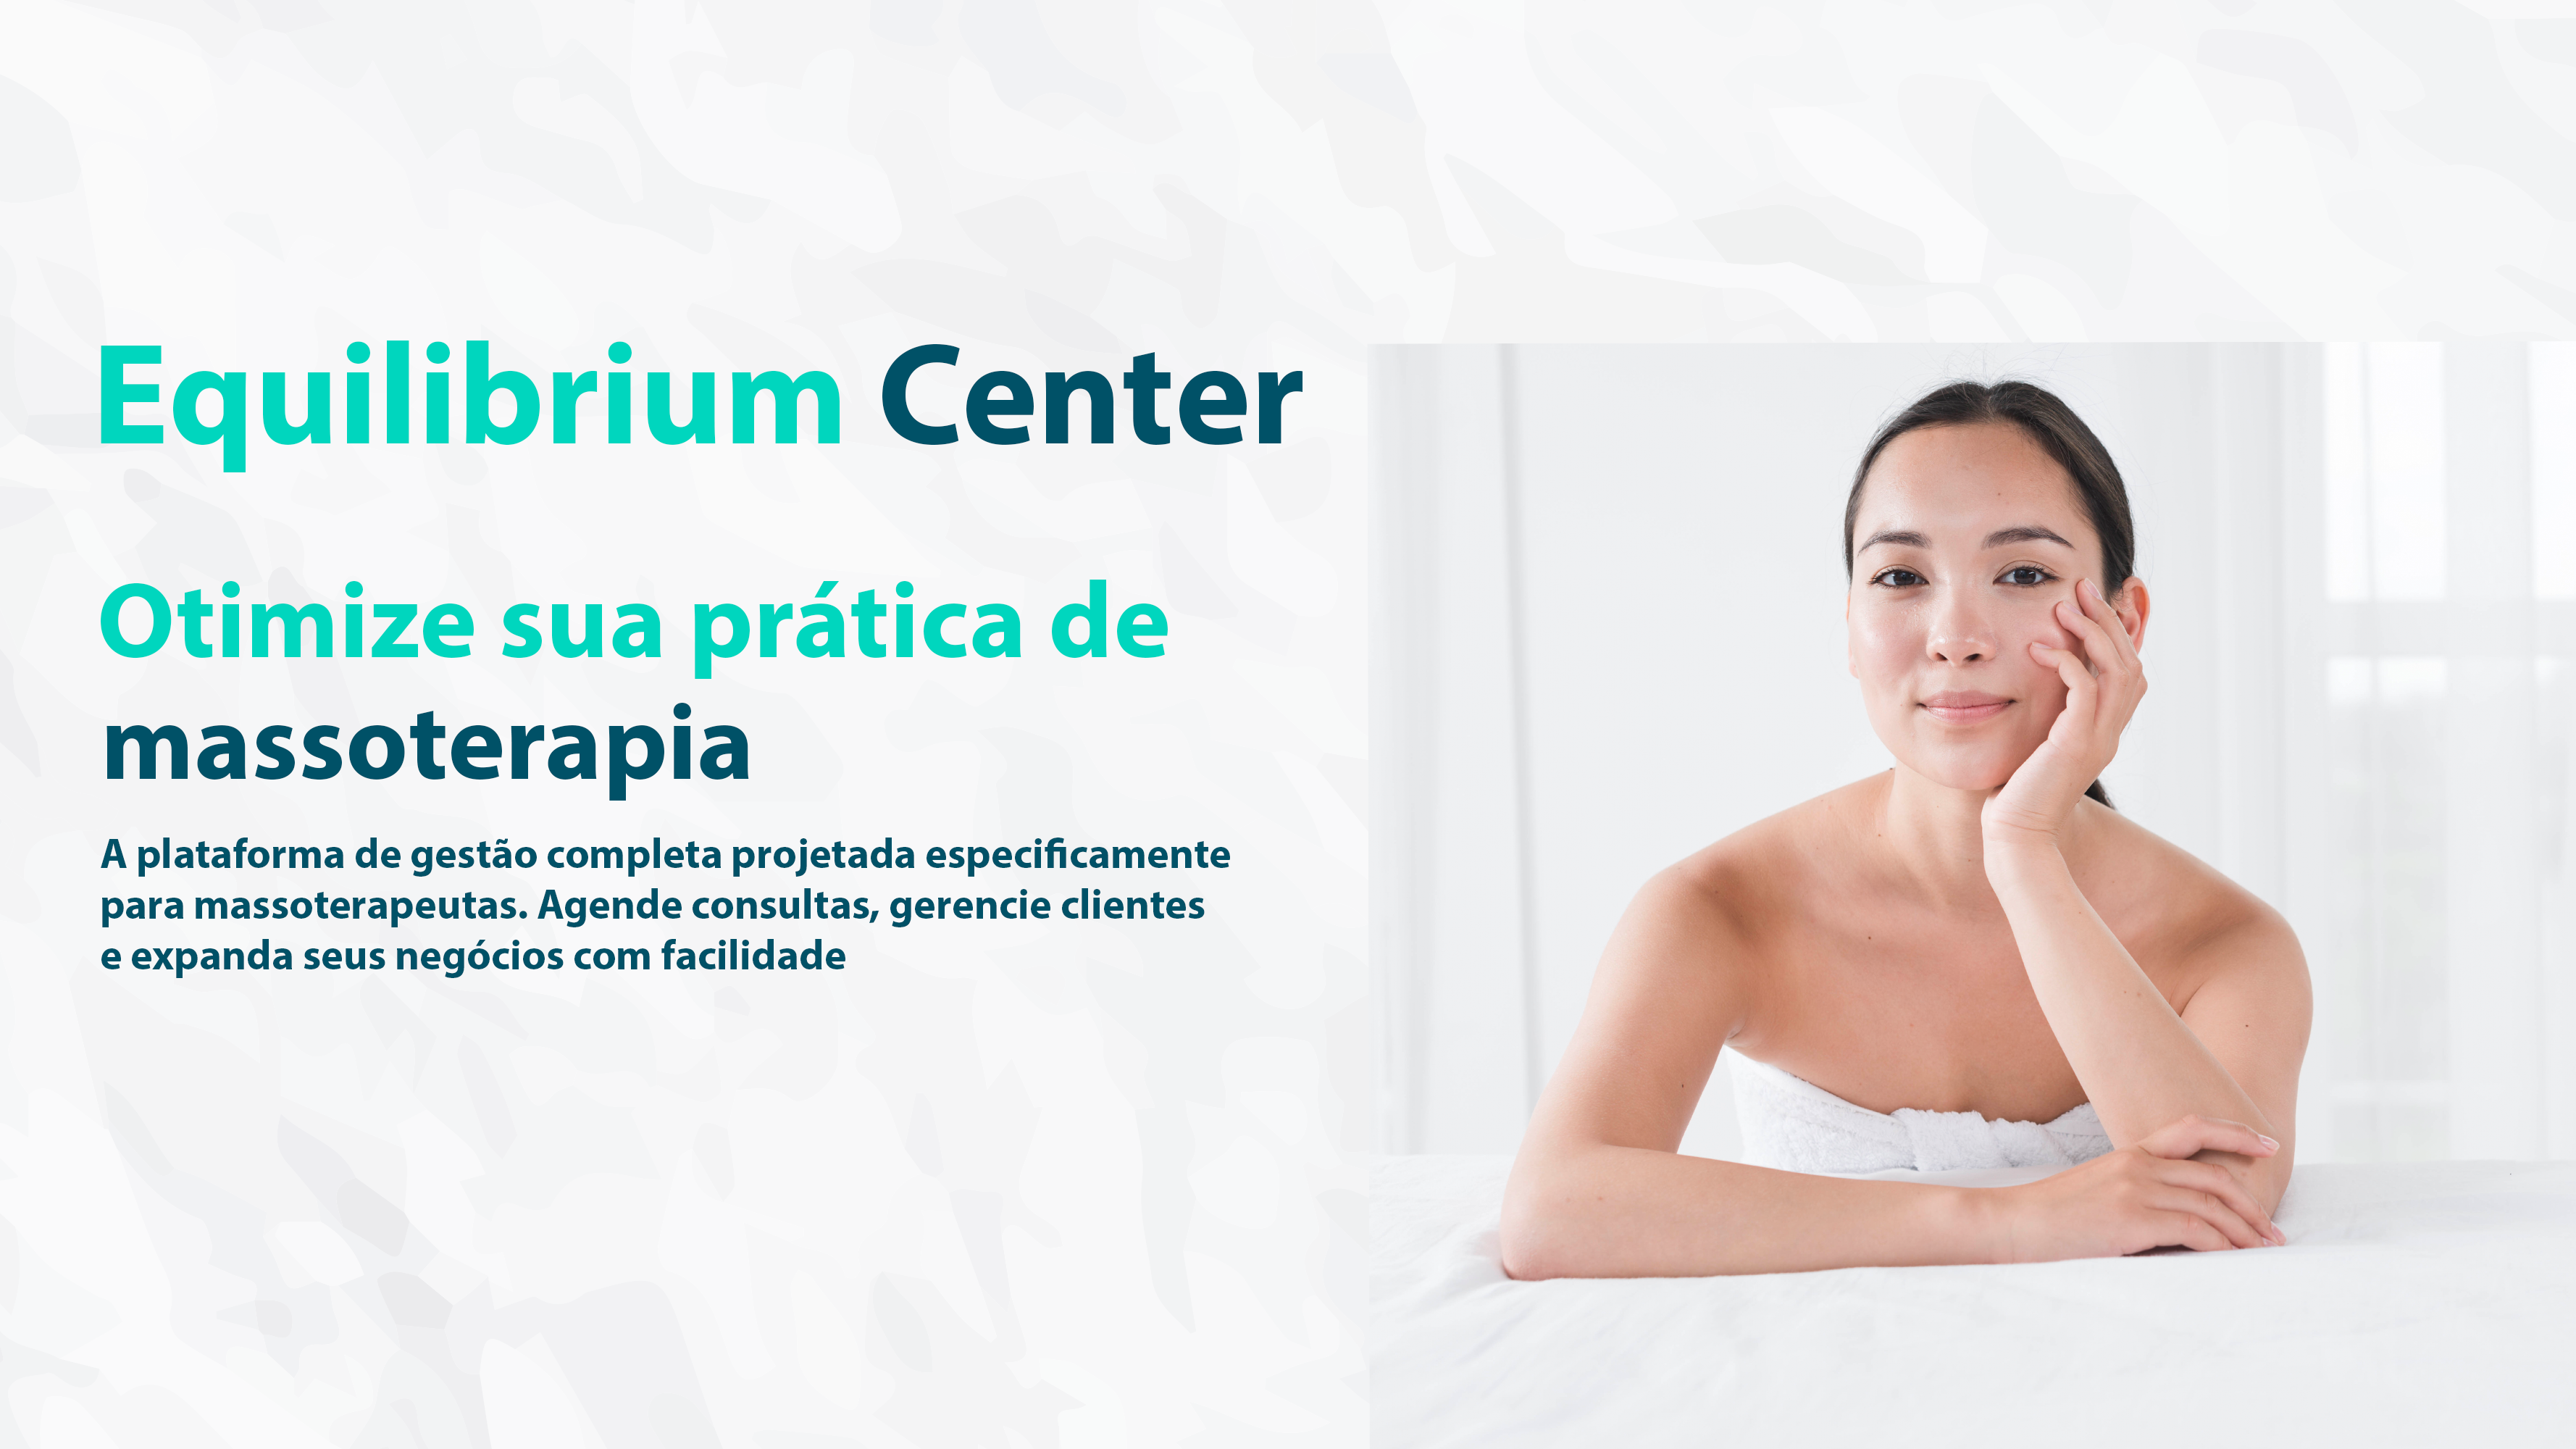 Equilibrium Center
Otimize sua prática de
massoterapia
A plataforma de gestão completa projetada especificamente
para massoterapeutas. Agende consultas, gerencie clientes
e expanda seus negócios com facilidade